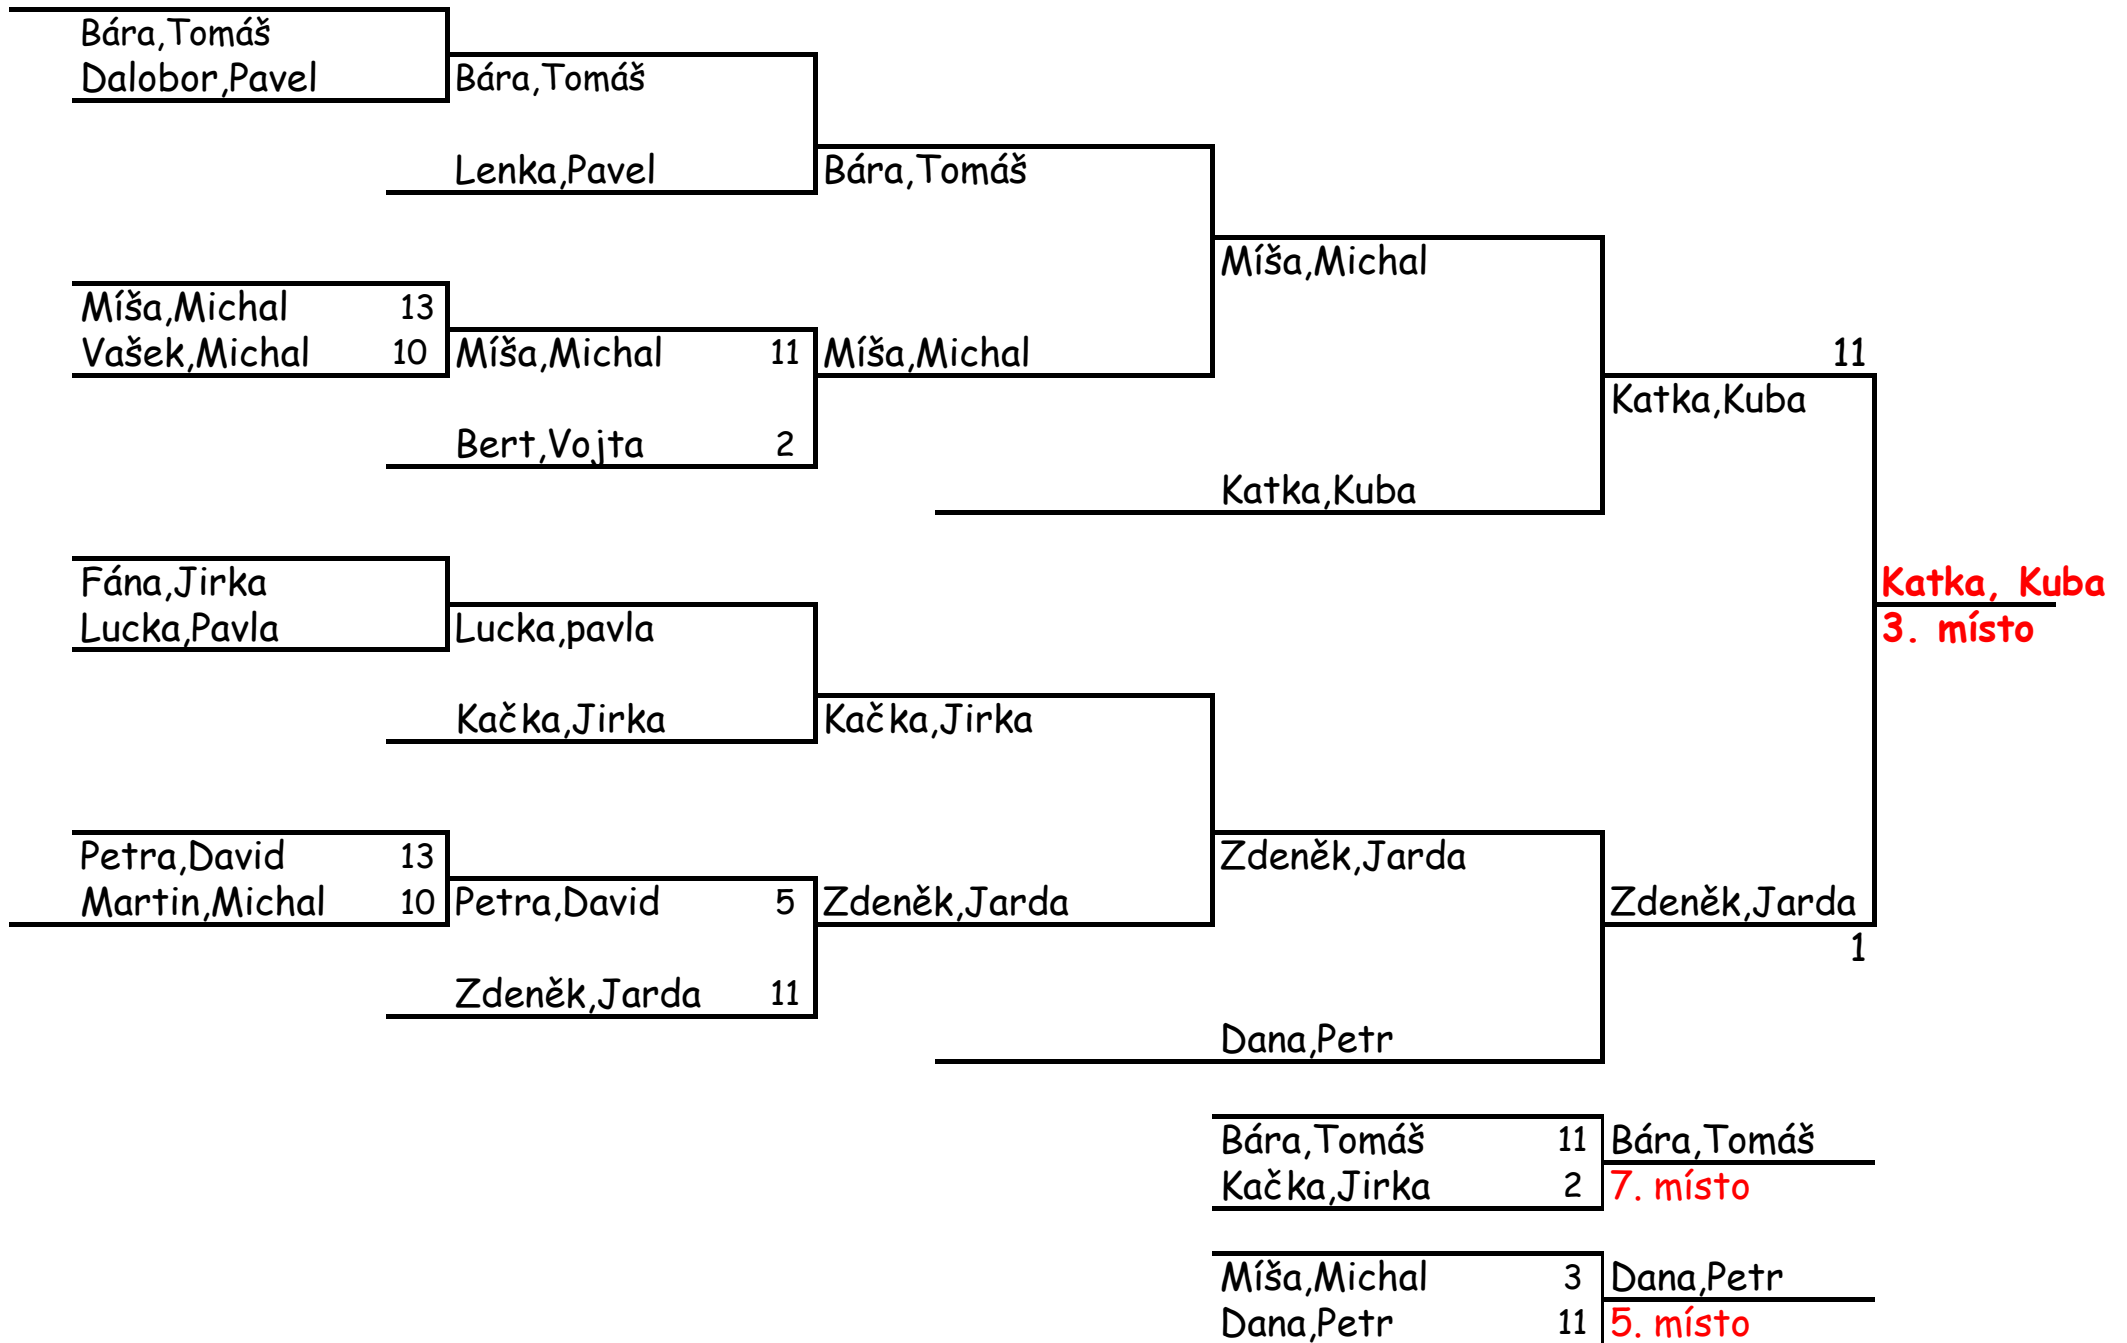 Bára,Tomáš
Dalobor,Pavel
Bára,Tomáš
Lenka,Pavel
Bára,Tomáš
Míša,Michal
Míša,Michal 13
Vašek,Michal 10
Míša,Michal 11
Míša,Michal
11
Katka,Kuba
Bert,Vojta 2
Katka,Kuba
Fána,Jirka
Lucka,Pavla
Lucka,pavla
Katka, Kuba
3. místo
Kačka,Jirka
Kačka,Jirka
Petra,David 13
Martin,Michal 10
Petra,David 5
Zdeněk,Jarda
Zdeněk,Jarda
Zdeněk,Jarda
1
Zdeněk,Jarda 11
Dana,Petr
Bára,Tomáš 11
Kačka,Jirka 2
Bára,Tomáš
7. místo
Míša,Michal 3
Dana,Petr 11
Dana,Petr
5. místo